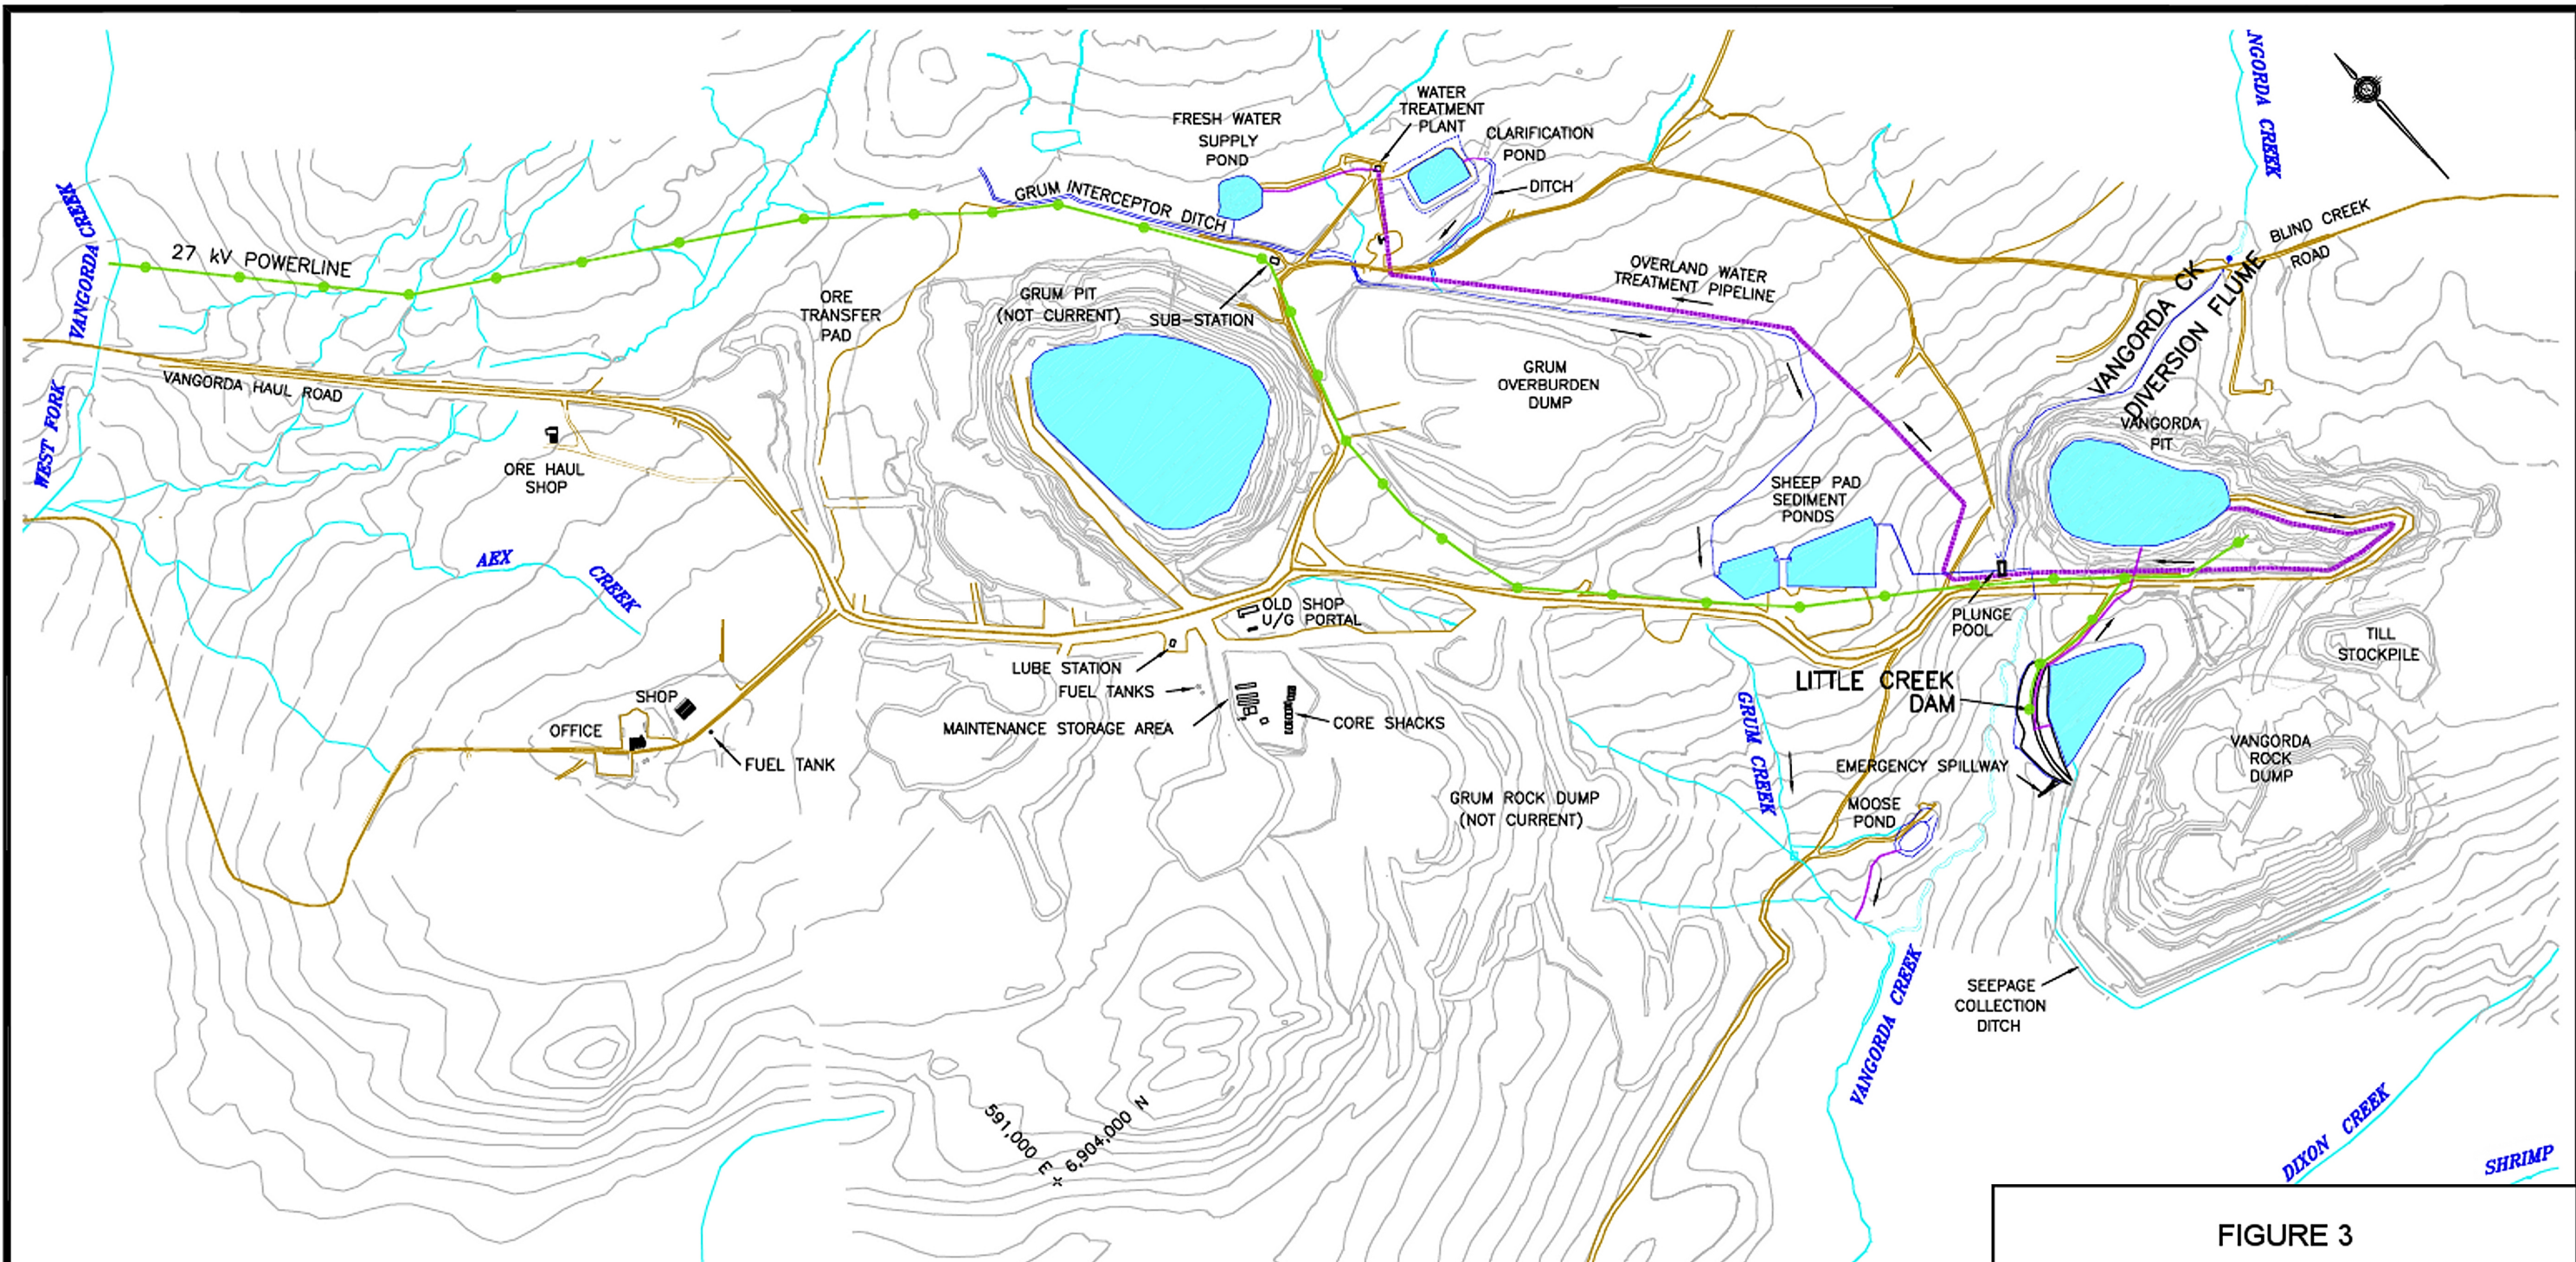 NGORDA CREEK
WATER
TREATMENT
PLANT
FRESH WATER
SUPPLY
POND
CLARIFICATION
POND
DITCH
GRUM INTERCEPTOR DITCH
BLIND CREEK
ROAD
VANGORDA CREEK
27 kV POWERLINE
OVERLAND WATER
TREATMENT PIPELINE
VANGORDA CK
DIVERSION FLUME
ORE
TRANSFER
PAD
GRUM PIT
(NOT CURRENT)
SUB-STATION
VANGORDA HAUL ROAD
GRUM
OVERBURDEN
DUMP
WEST FORK
VANGORDA
PIT
ORE HAUL
SHOP
SHEEP PAD
SEDIMENT
PONDS
AEX
CREEK
OLD SHOP
U/G PORTAL
PLUNGE
POOL
TILL
STOCKPILE
LUBE STATION
FUEL TANKS
MAINTENANCE STORAGE AREA
CORE SHACKS
LITTLE CREEK
DAM
SHOP
OFFICE
FUEL TANK
GRUM CREEK
EMERGENCY SPILLWAY
VANGORDA
ROCK
DUMP
GRUM ROCK DUMP
(NOT CURRENT)
MOOSE
POND
SEEPAGE
COLLECTION
DITCH
VANGORDA CREEK
591,000 E
6,904,000 N
DIXON CREEK
SHRIMP
FIGURE 3